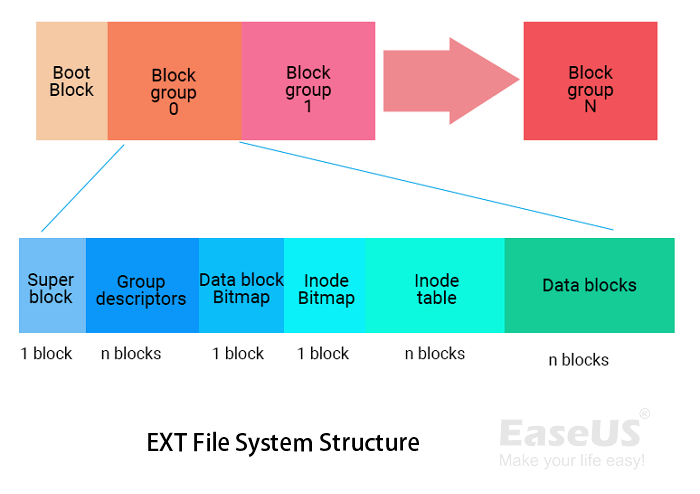 Boot
Block
Block
group
0
Block
group
1
Block
group
N
Super
block
Group
descriptors
Data block
Bitmap
Inode
Bitmap
Inode
table
Data blocks
1 block
n blocks
1 block
1 block
n blocks
n blocks
EXT File System Structure
EaseUS®
Make your life easy!